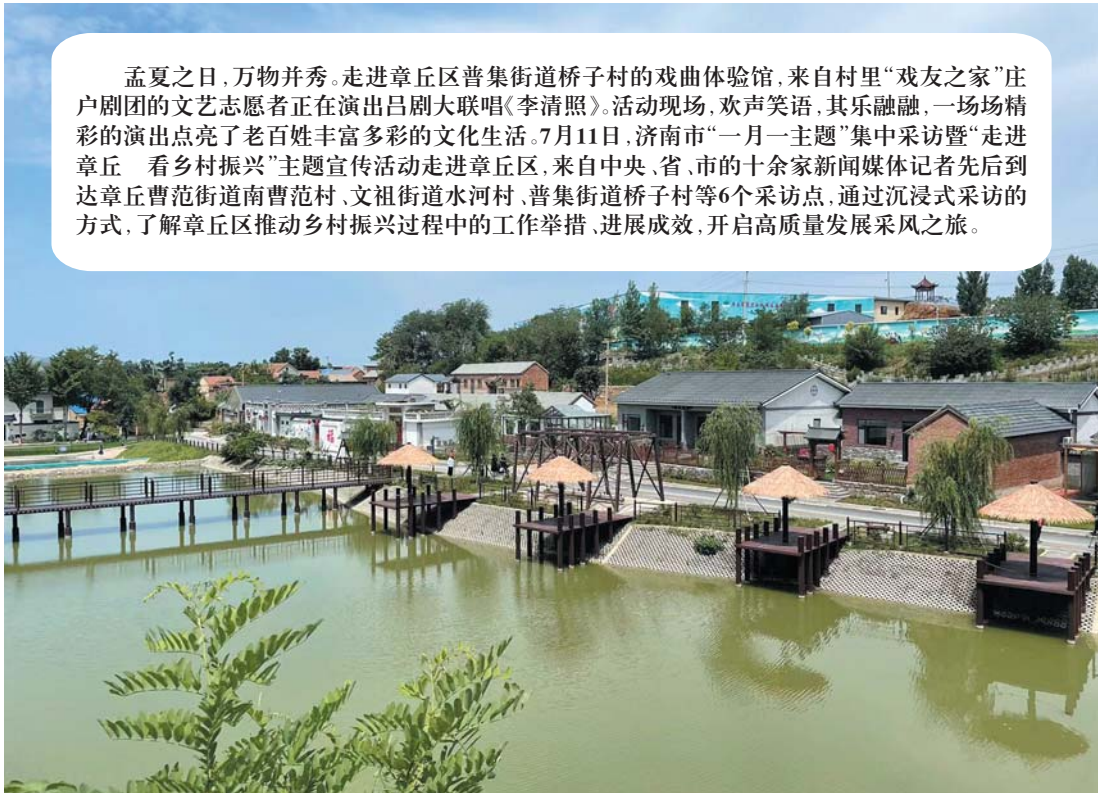 孟夏之日,万物并秀。走进章丘区普集街道桥子村的戏曲体验馆,来自村里“戏友之家”庄
户剧团的文艺志愿者正在演出吕剧大联唱《李清照》。活动现场,欢声笑语,其乐融融,一场场精
彩的演出点亮了老百姓丰富多彩的文化生活。7月11日,济南市“一月一主题”集中采访暨“走进
章丘　看乡村振兴”主题宣传活动走进章丘区,来自中央、省、市的十余家新闻媒体记者先后到
达章丘曹范街道南曹范村、文祖街道水河村、普集街道桥子村等6个采访点,通过沉浸式采访的
方式,了解章丘区推动乡村振兴过程中的工作举措、进展成效,开启高质量发展采风之旅。